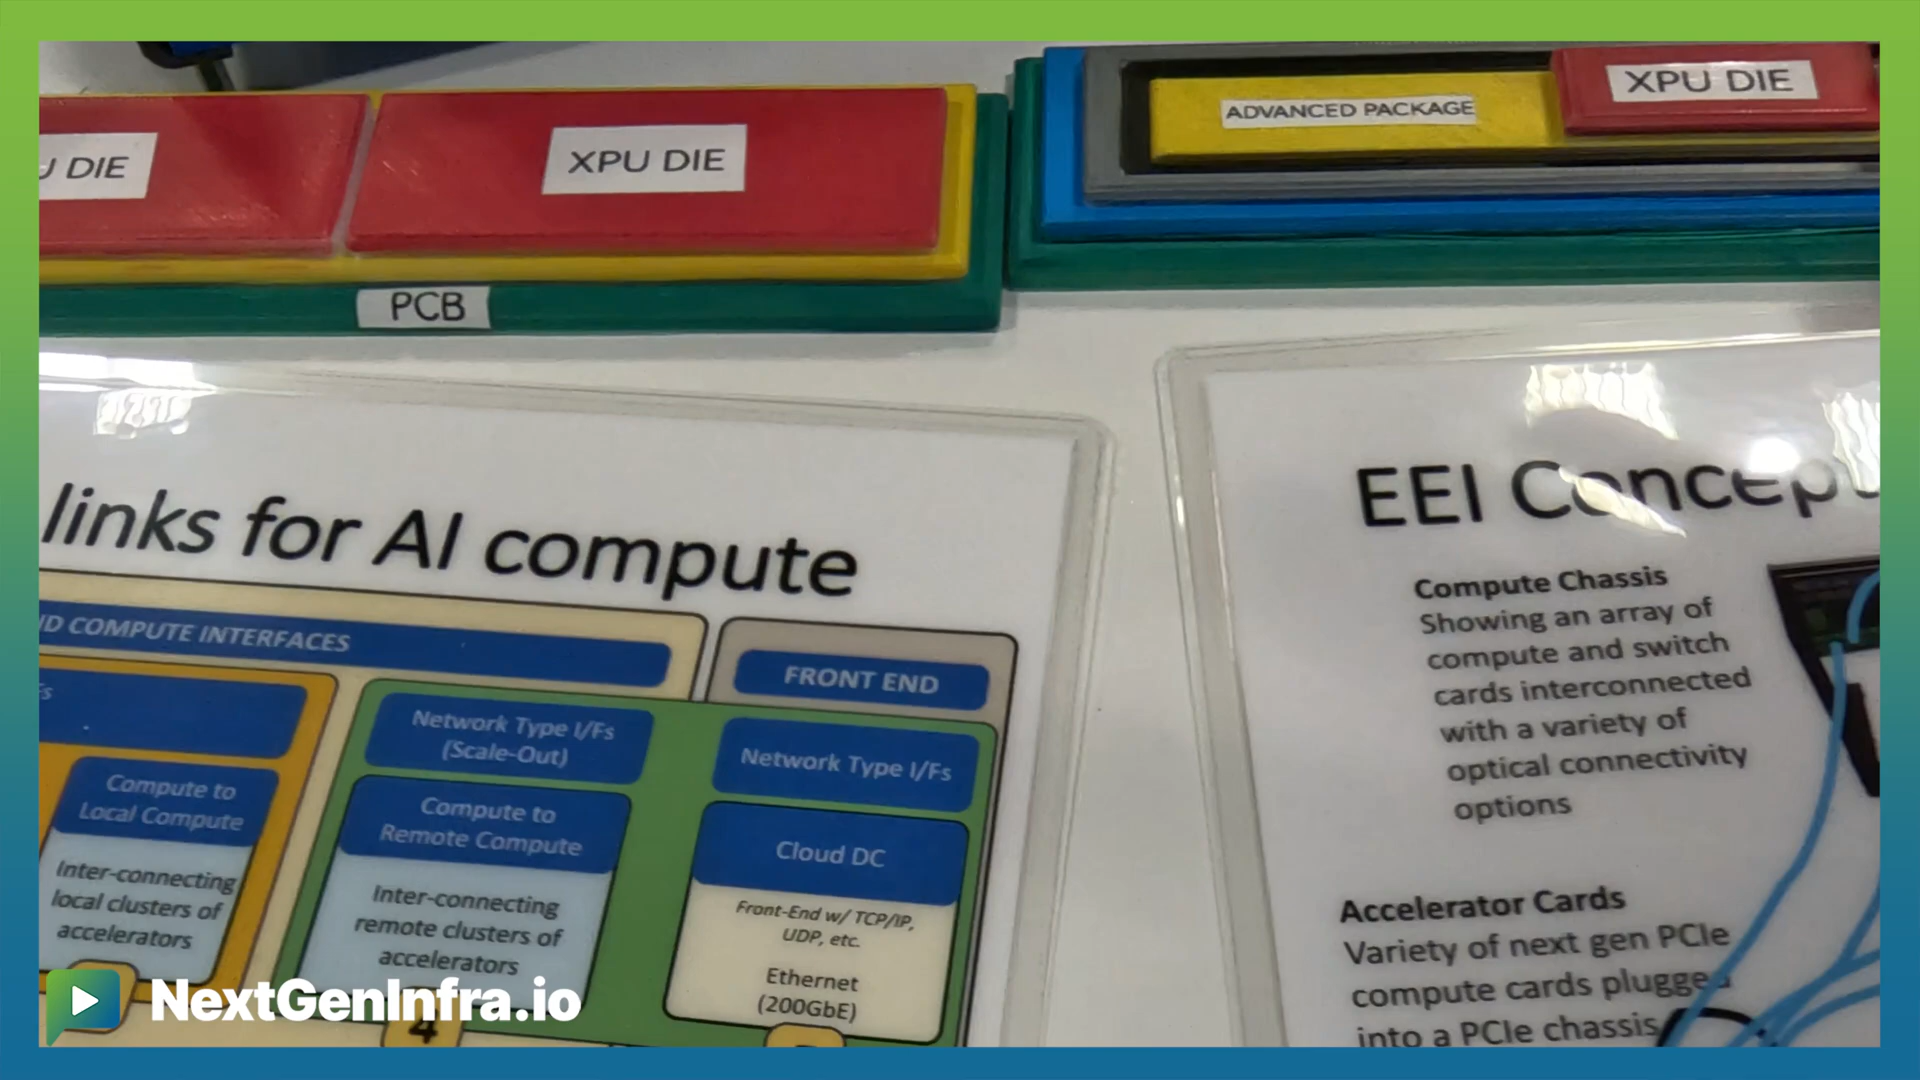 XPU DIE
ADVANCED PACKAGE
DIE
XPU DIE
PCB
links for AI compute
COMPUTE INTERFACES
FRONT END
Network Type I/Fs
(Scale-Out)
Network Type I/Fs
Compute to
Local Compute
Compute to
Remote Compute
Cloud DC
Inter-connecting
local clusters of
accelerators
Inter-connecting
remote clusters of
accelerators
Front-End w/ TCP/IP,
UDP, etc.
Ethernet
(200GbE)
4
EEI Concept
Compute Chassis
Showing an array of
compute and switch
cards interconnected
with a variety of
optical connectivity
options
Accelerator Cards
Variety of next gen PCIe
compute cards plugged
into a PCIe chassis
NextGenInfra.io